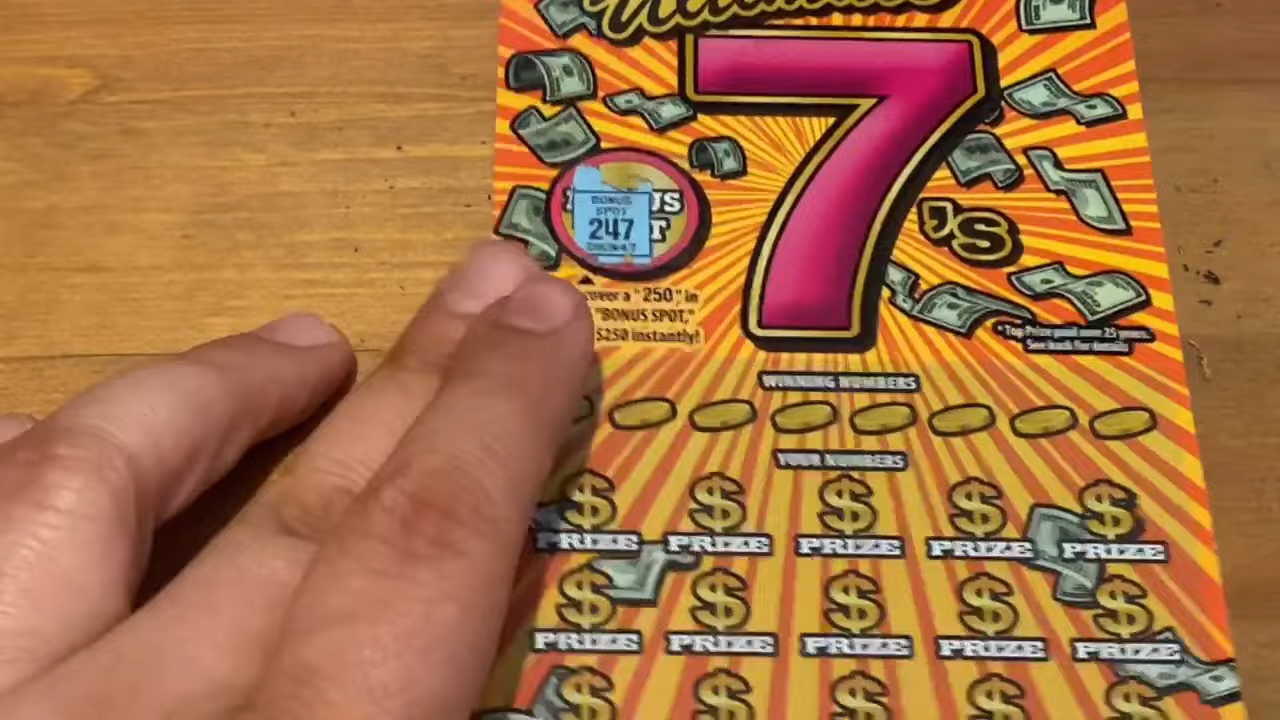 7
's
BONUS
SPOT
247
over a "250" in
"BONUS SPOT,"
$250 instantly!
*Top Prize paid over 25 years.
See back for details
WINNING NUMBERS
YOUR NUMBERS
$ $ $ $ $
PRIZE PRIZE PRIZE PRIZE PRIZE
$ $ $ $ $
PRIZE PRIZE PRIZE PRIZE PRIZE
$ $ $ $ $